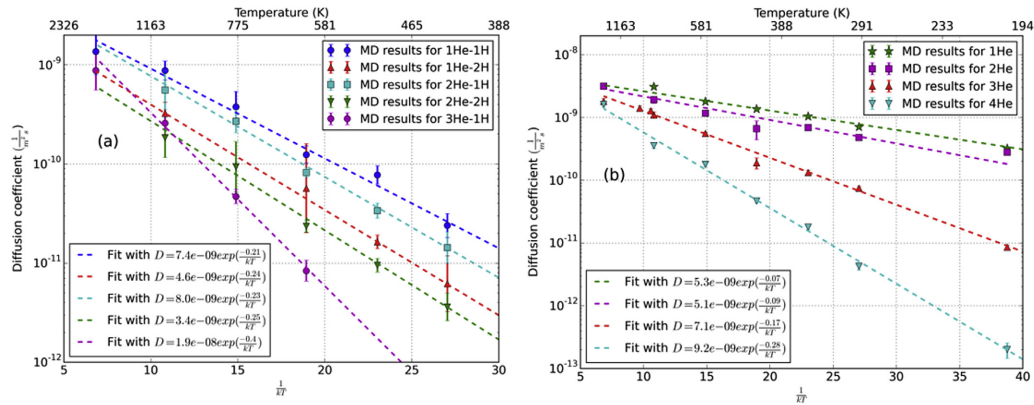 Temperature (K)
2326 1163 775 581 465 388
10^-9
10^-10
10^-11
10^-12
Diffusion coefficient (1/m².s)
MD results for 1He-1H
MD results for 1He-2H
MD results for 2He-1H
MD results for 2He-2H
MD results for 3He-1H
(a)
Fit with D=7.4e−09exp(−0.21/kT)
Fit with D=4.6e−09exp(−0.24/kT)
Fit with D=8.0e−09exp(−0.23/kT)
Fit with D=3.4e−09exp(−0.25/kT)
Fit with D=1.9e−08exp(−0.4/kT)
5 10 15 20 25 30
1/kT
Temperature (K)
1163 581 388 291 233 194
10^-8
10^-9
10^-10
10^-11
10^-12
10^-13
Diffusion coefficient (1/m².s)
MD results for 1He
MD results for 2He
MD results for 3He
MD results for 4He
(b)
Fit with D=5.3e−09exp(−0.07/kT)
Fit with D=5.1e−09exp(−0.09/kT)
Fit with D=7.1e−09exp(−0.17/kT)
Fit with D=9.2e−09exp(−0.28/kT)
5 10 15 20 25 30 35 40
1/kT